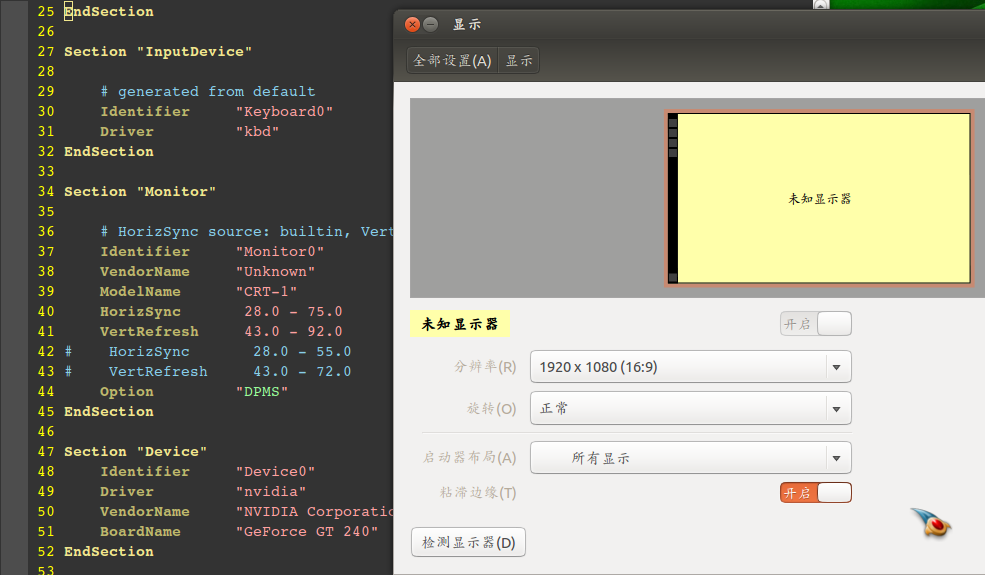 25 EndSection
26
27 Section "InputDevice"
28
29     # generated from default
30     Identifier     "Keyboard0"
31     Driver         "kbd"
32 EndSection
33
34 Section "Monitor"
35
36     # HorizSync source: builtin, Vert
37     Identifier     "Monitor0"
38     VendorName     "Unknown"
39     ModelName      "CRT-1"
40     HorizSync       28.0 - 75.0
41     VertRefresh     43.0 - 92.0
42 #    HorizSync       28.0 - 55.0
43 #    VertRefresh     43.0 - 72.0
44     Option         "DPMS"
45 EndSection
46
47 Section "Device"
48     Identifier     "Device0"
49     Driver         "nvidia"
50     VendorName     "NVIDIA Corporatio
51     BoardName      "GeForce GT 240"
52 EndSection
53
显示
全部设置(A) 显示
未知显示器
未知显示器 开启
分辨率(R) 1920 x 1080 (16:9)
旋转(O) 正常
启动器布局(A) 所有显示
粘滞边缘(T) 开启
检测显示器(D)